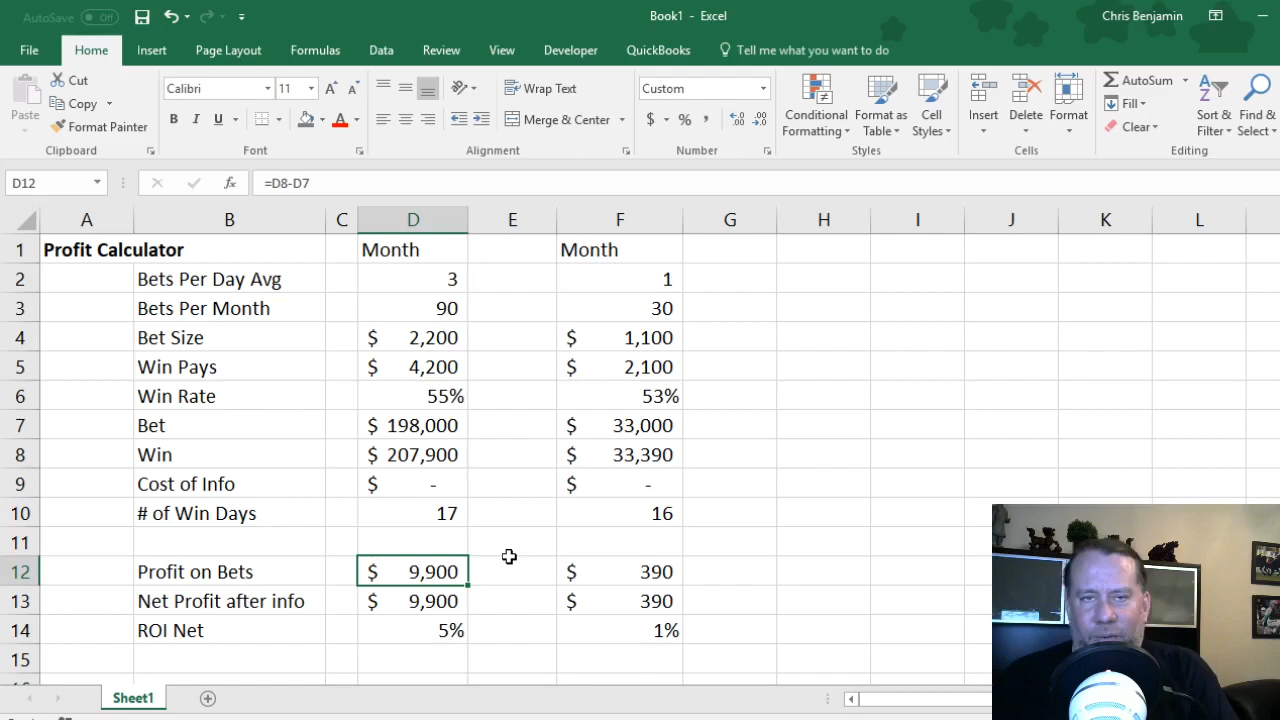 AutoSave Off Book1 - Excel Chris Benjamin
File Home Insert Page Layout Formulas Data Review View Developer QuickBooks Tell me what you want to do
Cut
Copy
Paste
Format Painter
Clipboard
Calibri 11
B I U A
Font
Wrap Text
Merge & Center
Alignment
Custom
$ % ,
Number
Conditional Formatting
Format as Table
Cell Styles
Styles
Insert Delete Format
Cells
AutoSum
Fill
Clear
Sort & Filter
Find & Select
Editing
D12 fx =D8-D7
A B C D E F G H I J K L
1 Profit Calculator Month Month
2 Bets Per Day Avg 3 1
3 Bets Per Month 90 30
4 Bet Size $ 2,200 $ 1,100
5 Win Pays $ 4,200 $ 2,100
6 Win Rate 55% 53%
7 Bet $ 198,000 $ 33,000
8 Win $ 207,900 $ 33,390
9 Cost of Info $ - $ -
10 # of Win Days 17 16
11
12 Profit on Bets $ 9,900 $ 390
13 Net Profit after info $ 9,900 $ 390
14 ROI Net 5% 1%
15
Sheet1